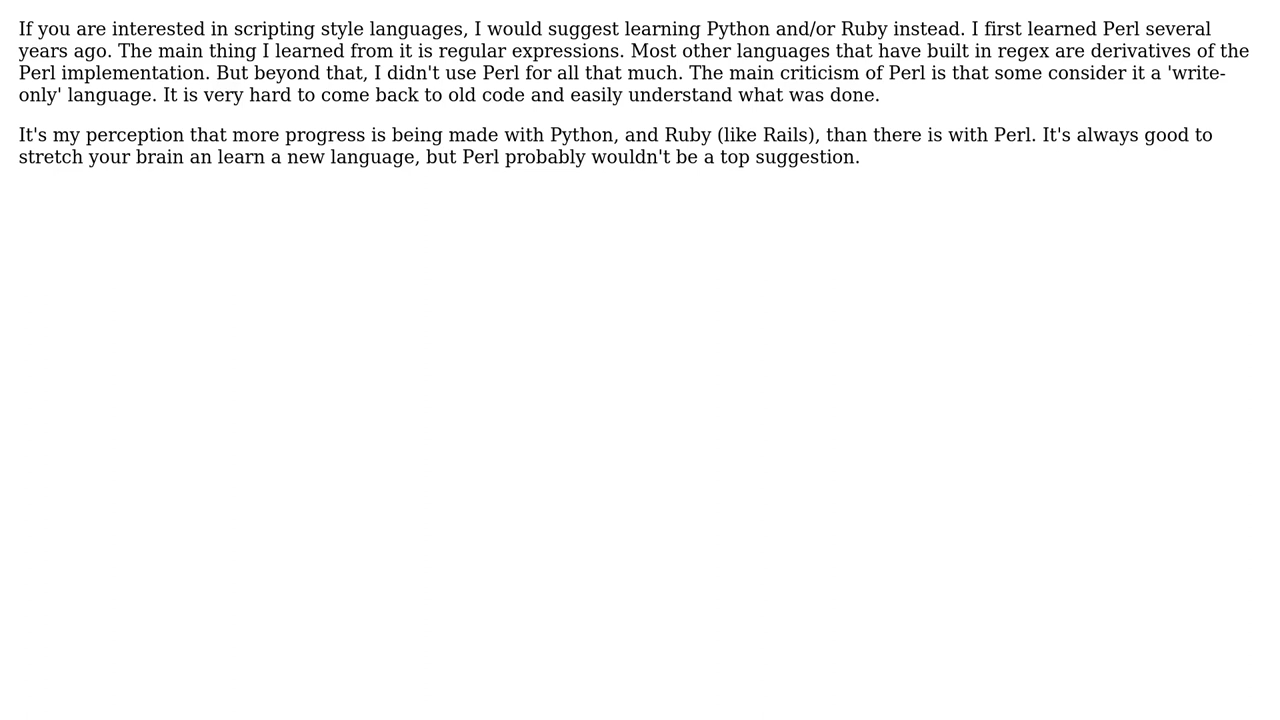 If you are interested in scripting style languages, I would suggest learning Python and/or Ruby instead. I first learned Perl several
years ago. The main thing I learned from it is regular expressions. Most other languages that have built in regex are derivatives of the
Perl implementation. But beyond that, I didn't use Perl for all that much. The main criticism of Perl is that some consider it a 'write-
only' language. It is very hard to come back to old code and easily understand what was done.
It's my perception that more progress is being made with Python, and Ruby (like Rails), than there is with Perl. It's always good to
stretch your brain an learn a new language, but Perl probably wouldn't be a top suggestion.